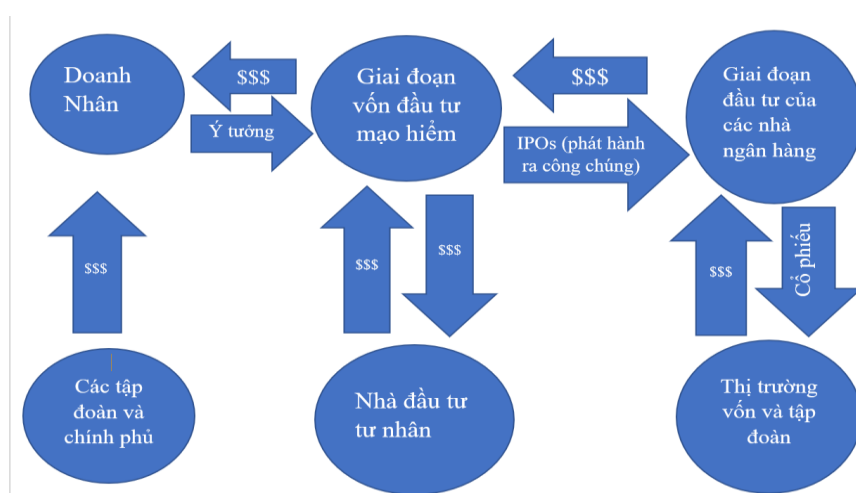 Doanh
Nhân
$$$
Ý tưởng
Giai đoạn
vốn đầu tư
mạo hiểm
$$$
IPOs (phát hành
ra công chúng)
Giai đoạn
đầu tư của
các nhà
ngân hàng
$$$
$$$
$$$
$$$
Cổ phiếu
Các tập
đoàn và
chính phủ
Nhà đầu tư
tư nhân
Thị trường
vốn và tập
đoàn